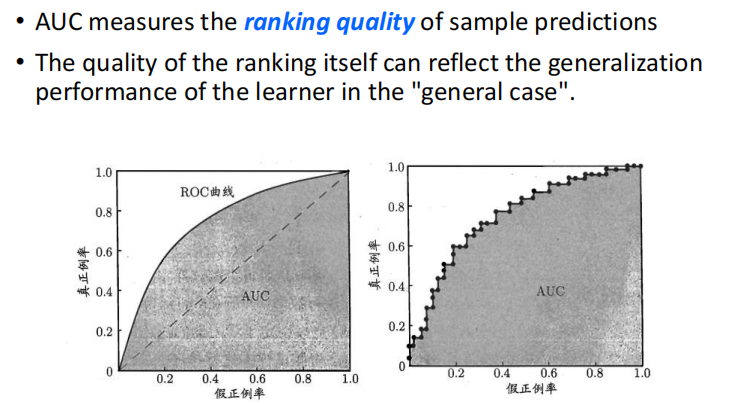 • AUC measures the ranking quality of sample predictions
• The quality of the ranking itself can reflect the generalization
performance of the learner in the "general case".
1.0
ROC曲线
0.8
0.6
真正例率
0.4
AUC
0.2
0
0.2 0.4 0.6 0.8 1.0
假正例率
1.0
0.8
0.6
真正例率
0.4
AUC
0.2
0
0.2 0.4 0.6 0.8 1.0
假正例率